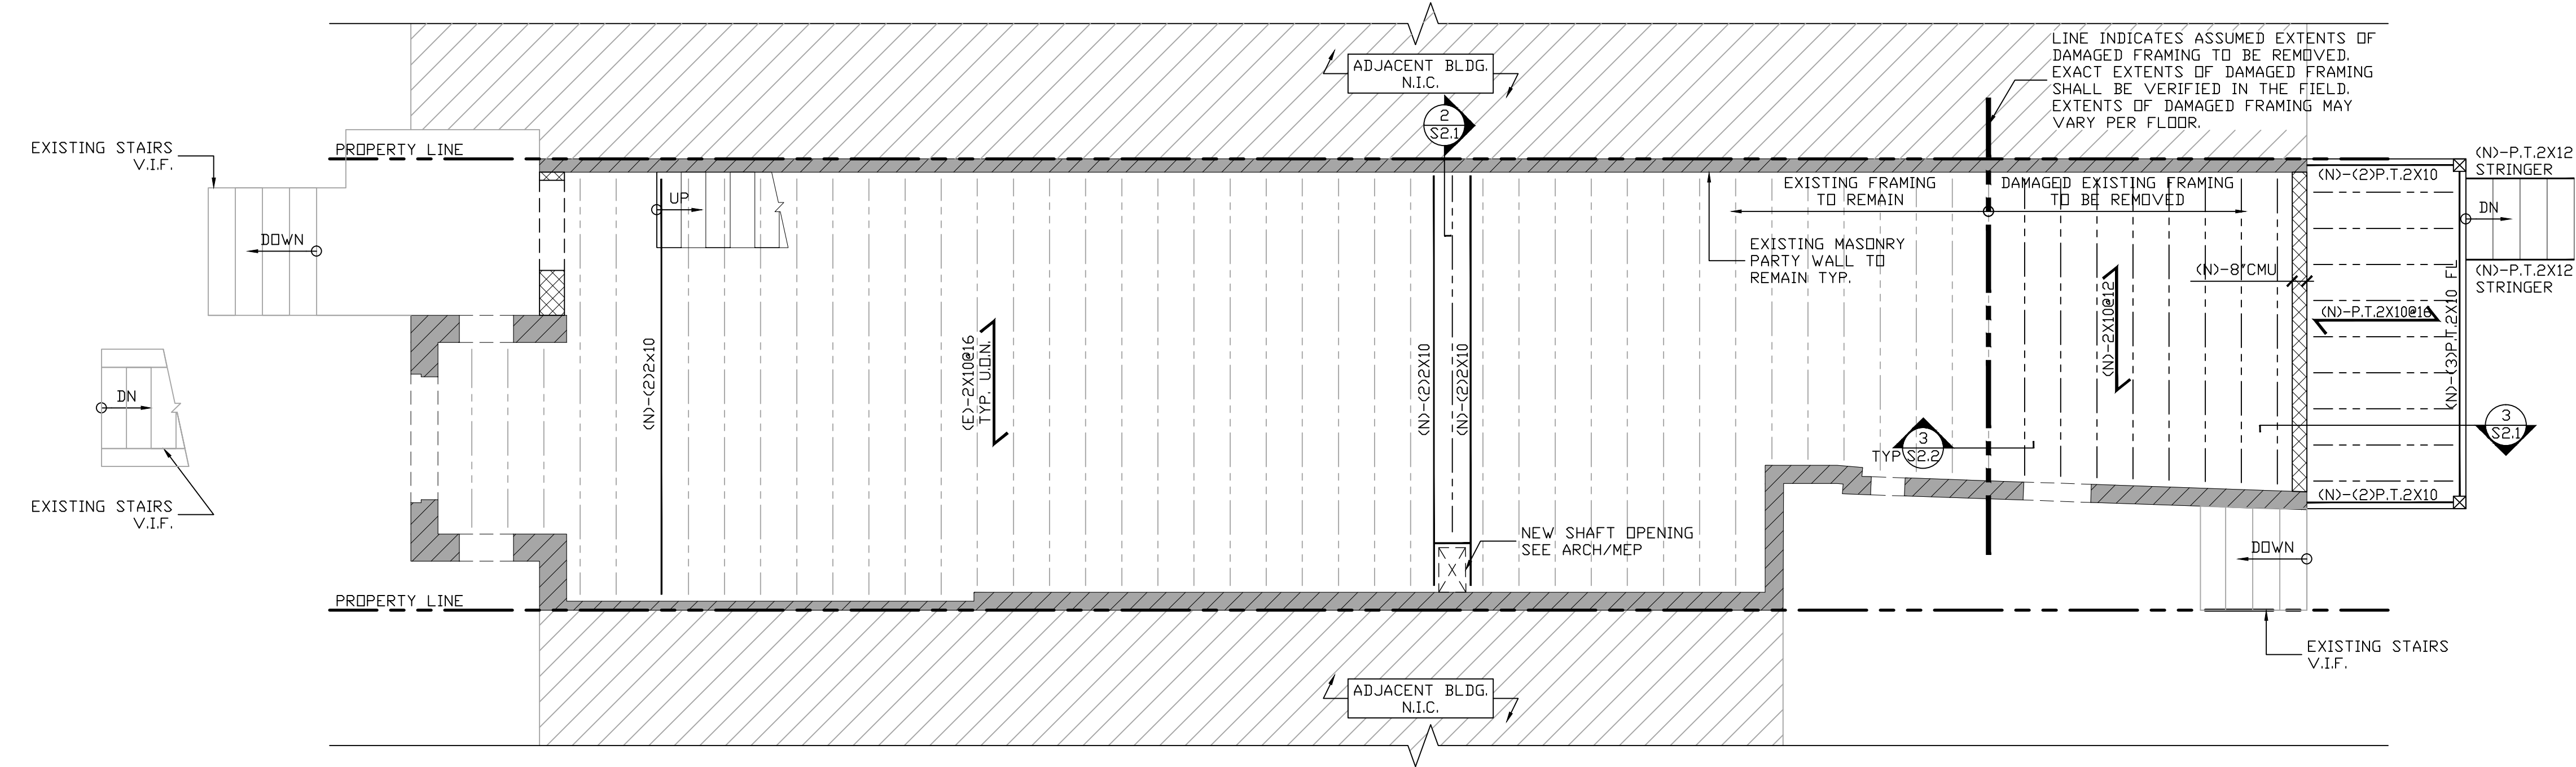 LINE INDICATES ASSUMED EXTENTS OF
DAMAGED FRAMING TO BE REMOVED.
EXACT EXTENTS OF DAMAGED FRAMING
SHALL BE VERIFIED IN THE FIELD.
EXTENTS OF DAMAGED FRAMING MAY
VARY PER FLOOR.
ADJACENT BLDG.
N.I.C.
2
S2.1
EXISTING STAIRS
V.I.F.
PROPERTY LINE
(N)-P.T.2X12
STRINGER
(N)-(2)P.T.2X10
EXISTING FRAMING
TO REMAIN
DAMAGED EXISTING FRAMING
TO BE REMOVED
UP
DN
DOWN
EXISTING MASONRY
PARTY WALL TO
REMAIN TYP.
(N)-8"CMU
(N)-P.T.2X12
STRINGER
(N)-P.T.2X10@16
(N)-(3)P.T.2X10 FL
(N)-2X10@12
(N)-(2)2x10
(E)-2X10@16
TYP. U.O.N.
(N)-(2)2X10
(N)-(2)2X10
DN
3
S2.1
3
TYP S2.2
(N)-(2)P.T.2X10
EXISTING STAIRS
V.I.F.
NEW SHAFT OPENING
SEE ARCH/MEP
DOWN
PROPERTY LINE
EXISTING STAIRS
V.I.F.
ADJACENT BLDG.
N.I.C.